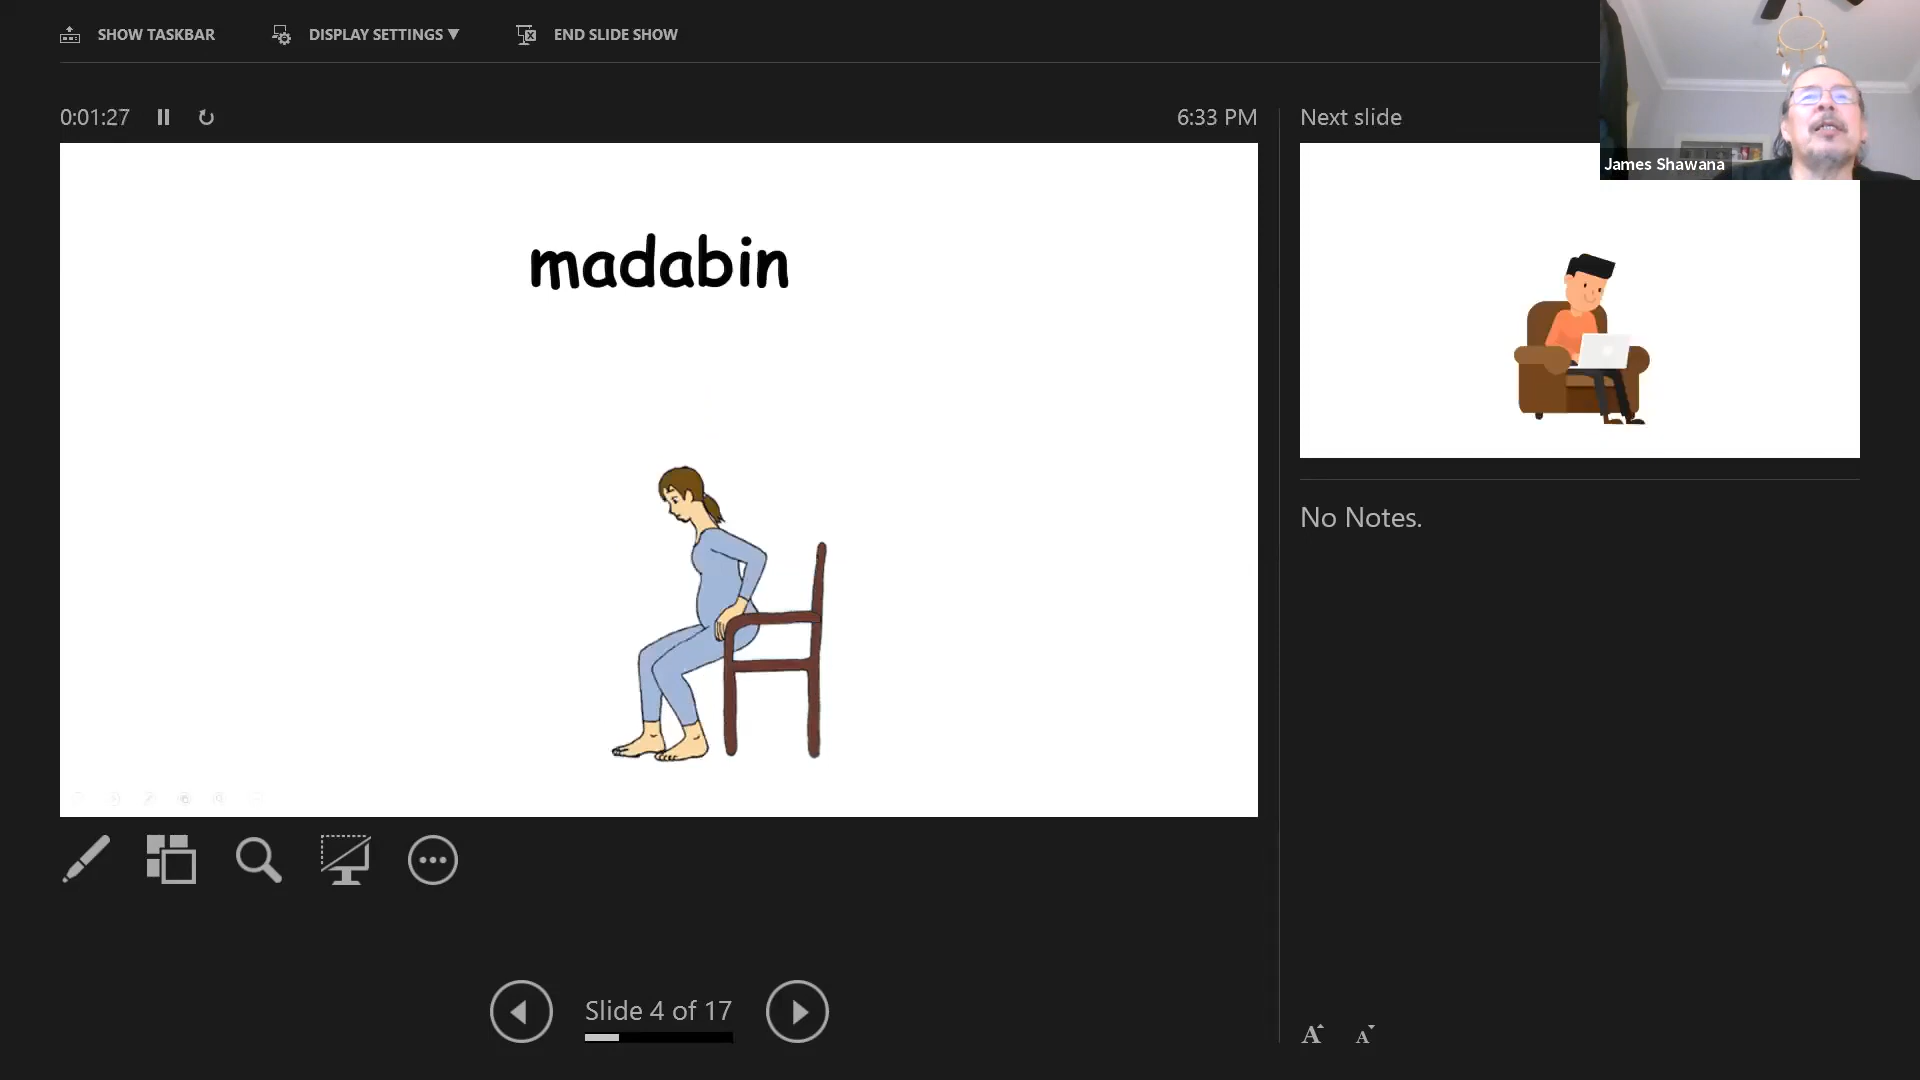 SHOW TASKBAR
DISPLAY SETTINGS ▼
END SLIDE SHOW
0:01:27
6:33 PM
Next slide
James Shawana
madabin
No Notes.
Slide 4 of 17
A
A